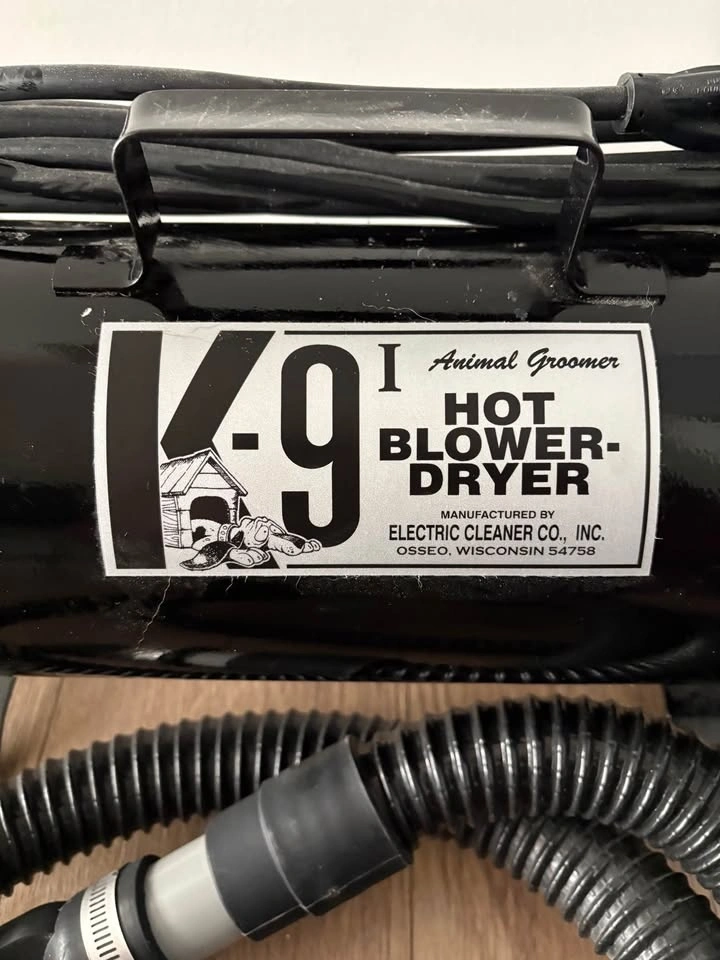 K-9 I
Animal Groomer
HOT
BLOWER-
DRYER
MANUFACTURED BY
ELECTRIC CLEANER CO., INC.
OSSEO, WISCONSIN 54758